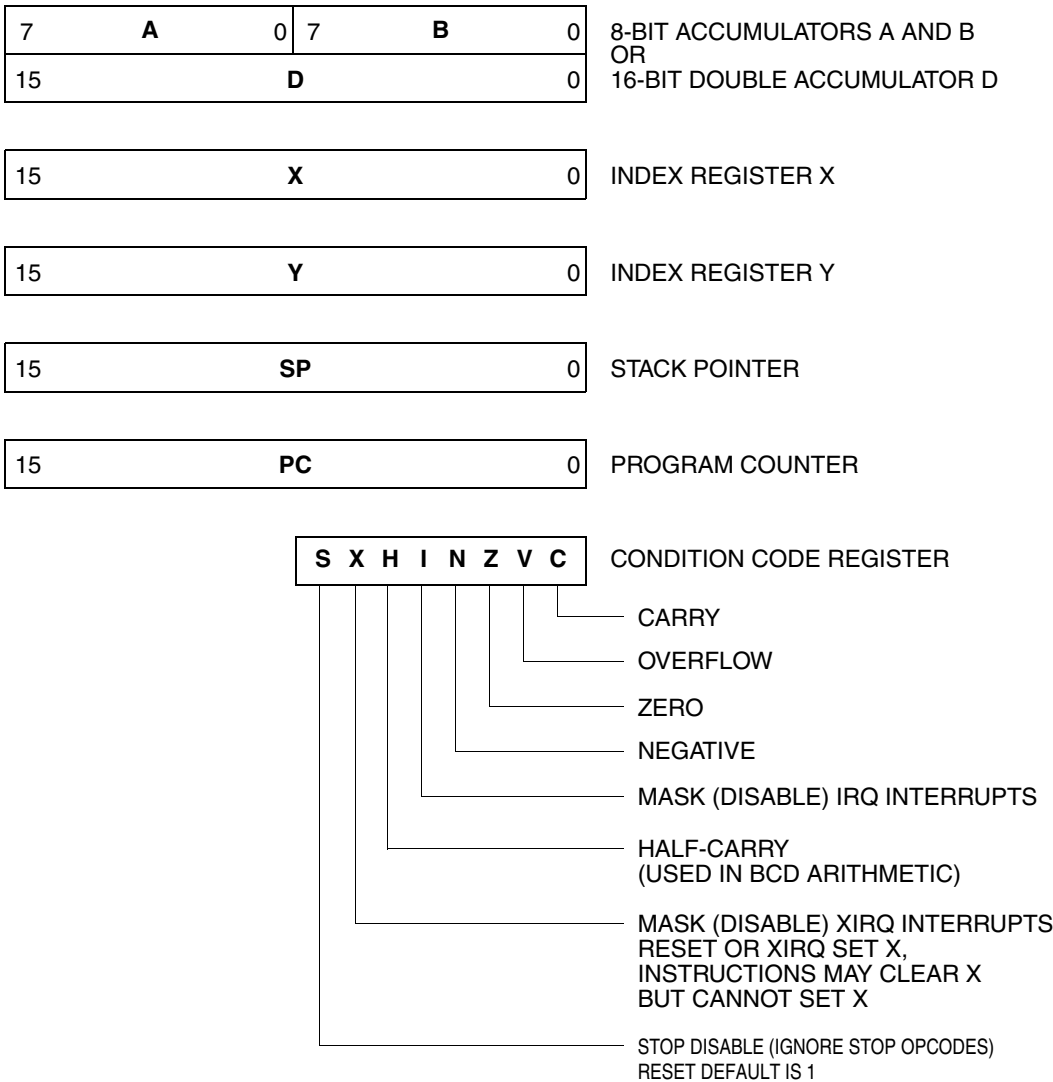 7 A 0 7 B 0 8-BIT ACCUMULATORS A AND B
OR
15 D 0 16-BIT DOUBLE ACCUMULATOR D
15 X 0 INDEX REGISTER X
15 Y 0 INDEX REGISTER Y
15 SP 0 STACK POINTER
15 PC 0 PROGRAM COUNTER
S X H I N Z V C CONDITION CODE REGISTER
CARRY
OVERFLOW
ZERO
NEGATIVE
MASK (DISABLE) IRQ INTERRUPTS
HALF-CARRY
(USED IN BCD ARITHMETIC)
MASK (DISABLE) XIRQ INTERRUPTS
RESET OR XIRQ SET X,
INSTRUCTIONS MAY CLEAR X
BUT CANNOT SET X
STOP DISABLE (IGNORE STOP OPCODES)
RESET DEFAULT IS 1